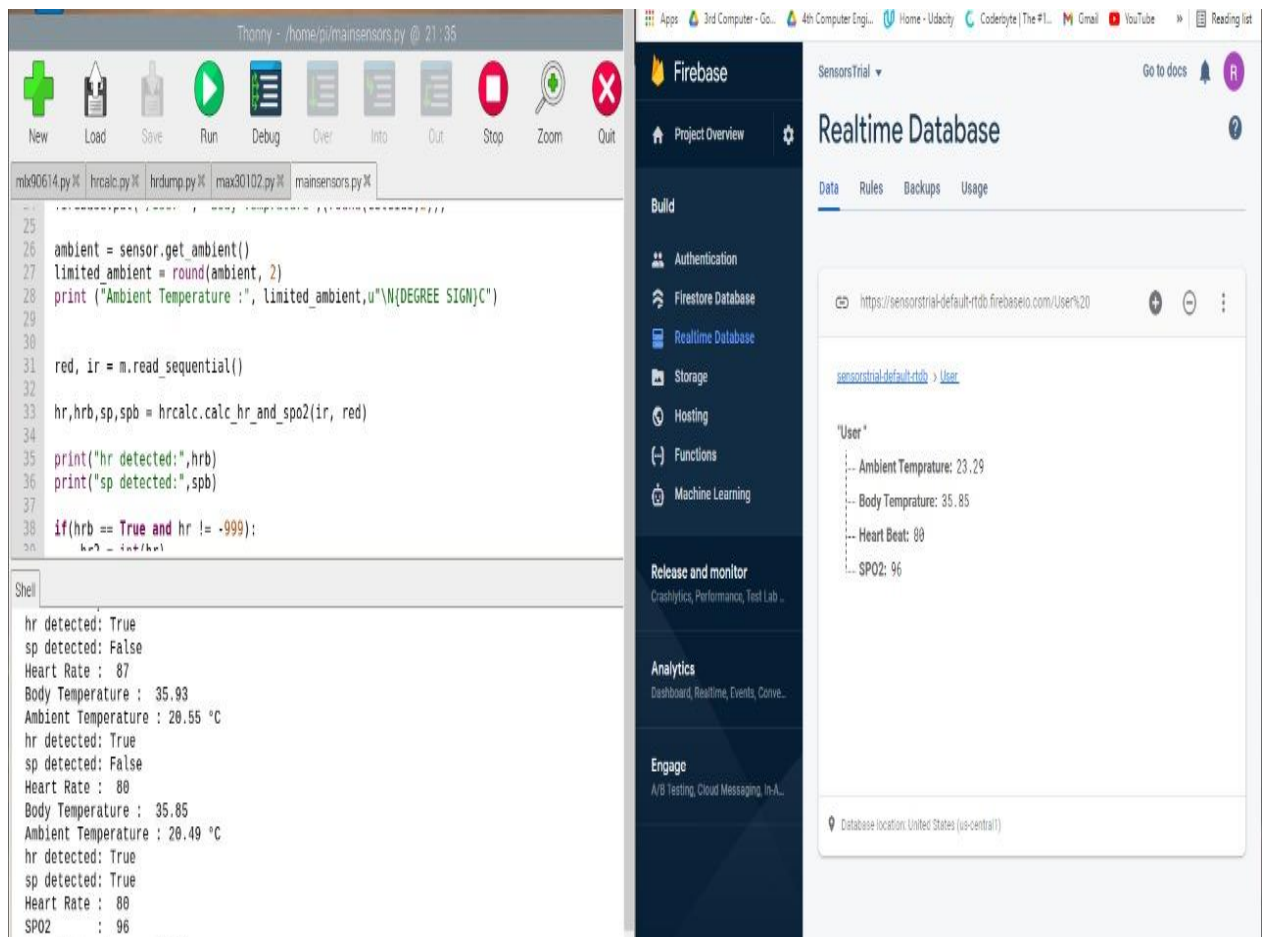 Thonny - /home/pi/mainsensors.py @ 21:35
New Load Save Run Debug Over Into Out Stop Zoom Quit
mlx90614.py hrcalc.py hrdump.py max30102.py mainsensors.py
25
26 ambient = sensor.get_ambient()
27 limited_ambient = round(ambient, 2)
28 print ("Ambient Temperature :", limited_ambient,u"\N{DEGREE SIGN}C")
29
30
31 red, ir = m.read_sequential()
32
33 hr,hrb,sp,spb = hrcalc.calc_hr_and_spo2(ir, red)
34
35 print("hr detected:",hrb)
36 print("sp detected:",spb)
37
38 if(hrb == True and hr != -999):
Shell
hr detected: True
sp detected: False
Heart Rate : 87
Body Temperature : 35.93
Ambient Temperature : 20.55 °C
hr detected: True
sp detected: False
Heart Rate : 80
Body Temperature : 35.85
Ambient Temperature : 20.49 °C
hr detected: True
sp detected: True
Heart Rate : 80
SPO2 : 96
Apps 3rd Computer - Go... 4th Computer Engi... Home - Udacity Coderbyte | The #1... Gmail YouTube » Reading list
Firebase
Project Overview
Build
Authentication
Firestore Database
Realtime Database
Storage
Hosting
Functions
Machine Learning
Release and monitor
Crashlytics, Performance, Test Lab ...
Analytics
Dashboard, Realtime, Events, Conve...
Engage
A/B Testing, Cloud Messaging, In-A...
SensorsTrial Go to docs R
Realtime Database
Data Rules Backups Usage
https://sensorstrial-default-rtdb.firebaseio.com/User%20
sensorstrial-default-rtdb > User
"User "
Ambient Temprature: 23.29
Body Temprature: 35.85
Heart Beat: 80
SPO2: 96
Database location: United States (us-central1)